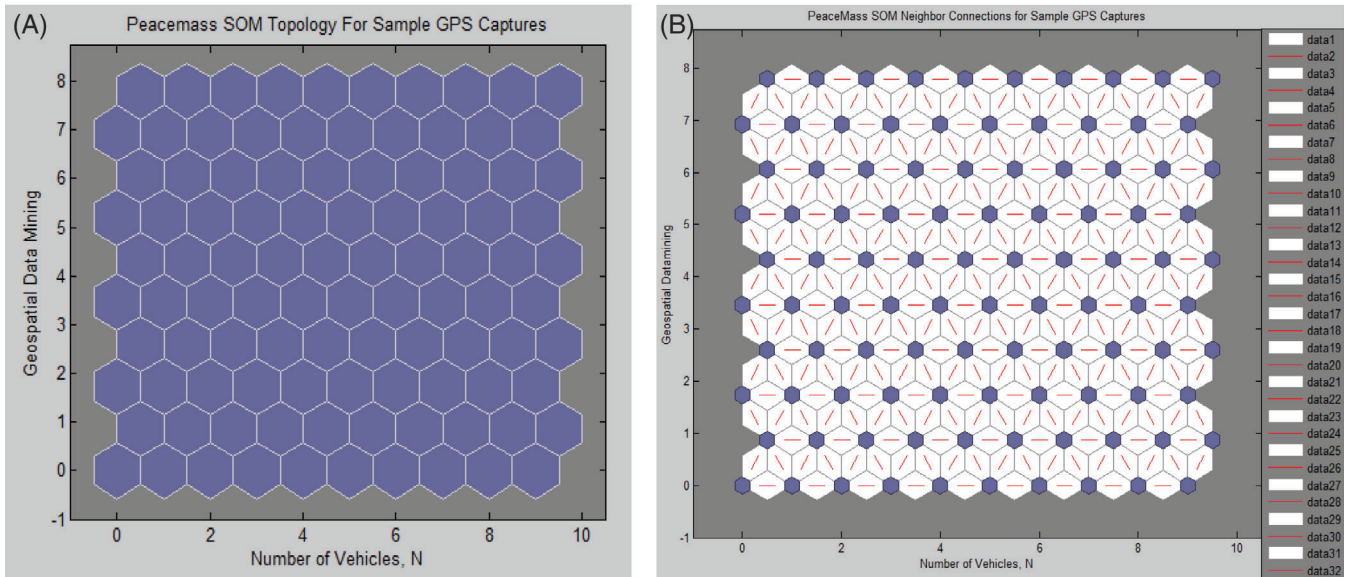 (A)
Peacemass SOM Topology For Sample GPS Captures
8
7
6
5
4
3
2
1
0
-1
Geospatial Data Mining
0 2 4 6 8 10
Number of Vehicles, N
(B)
PeaceMass SOM Neighbor Connections for Sample GPS Captures
8
7
6
5
4
3
2
1
0
-1
Geospatial Datamining
0 2 4 6 8 10
Number of Vehicles, N
data1
data2
data3
data4
data5
data6
data7
data8
data9
data10
data11
data12
data13
data14
data15
data16
data17
data18
data19
data20
data21
data22
data23
data24
data25
data26
data27
data28
data29
data30
data31
data32